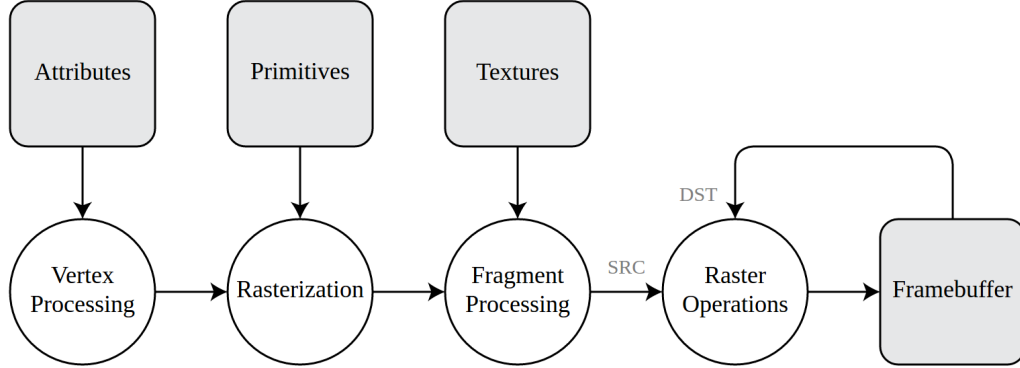 Attributes
Primitives
Textures
DST
SRC
Vertex
Processing
Rasterization
Fragment
Processing
Raster
Operations
Framebuffer